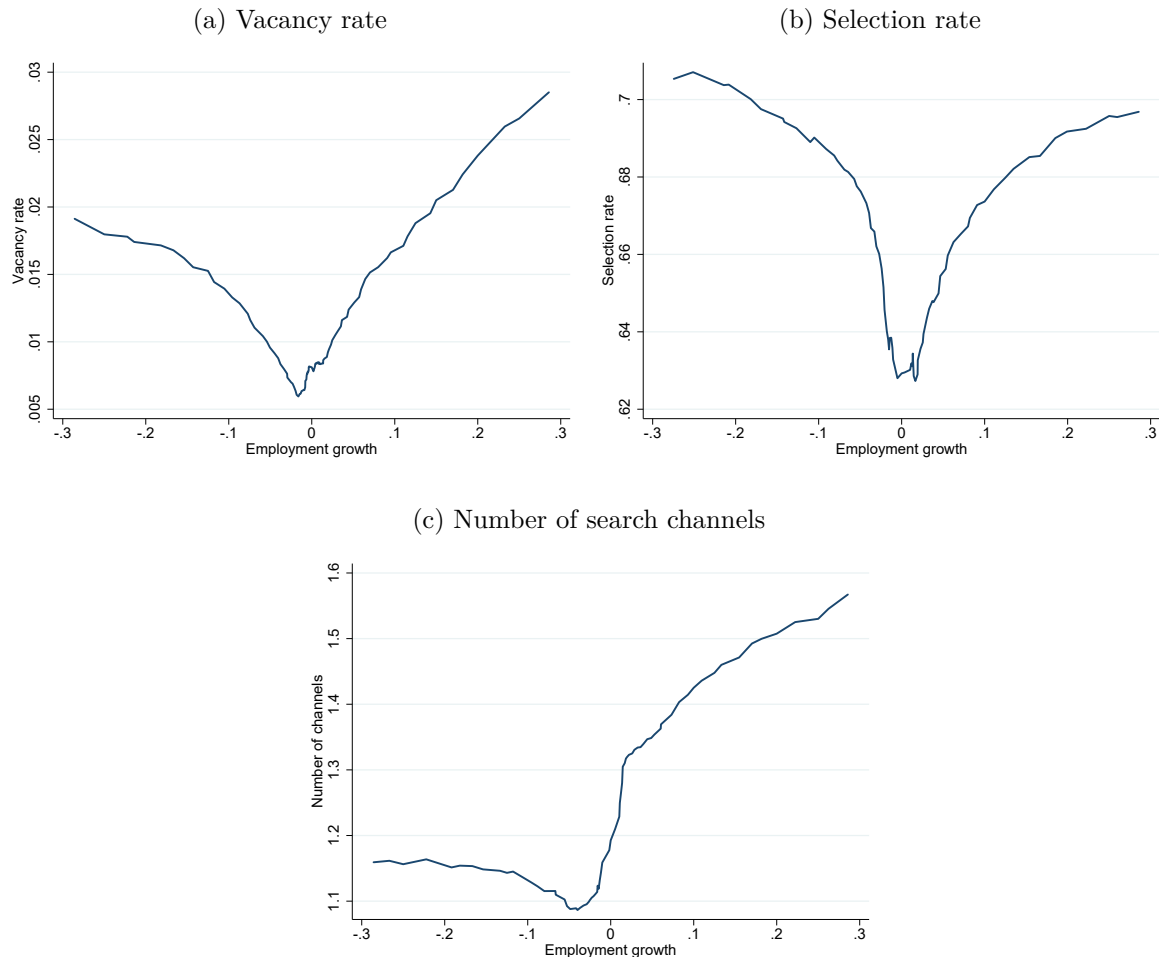 (a) Vacancy rate
.03
.025
.02
.015
.01
.005
Vacancy rate
-.3 -.2 -.1 0 .1 .2 .3
Employment growth
(b) Selection rate
.7
.68
.66
.64
.62
Selection rate
-.3 -.2 -.1 0 .1 .2 .3
Employment growth
(c) Number of search channels
1.6
1.5
1.4
1.3
1.2
1.1
Number of channels
-.3 -.2 -.1 0 .1 .2 .3
Employment growth